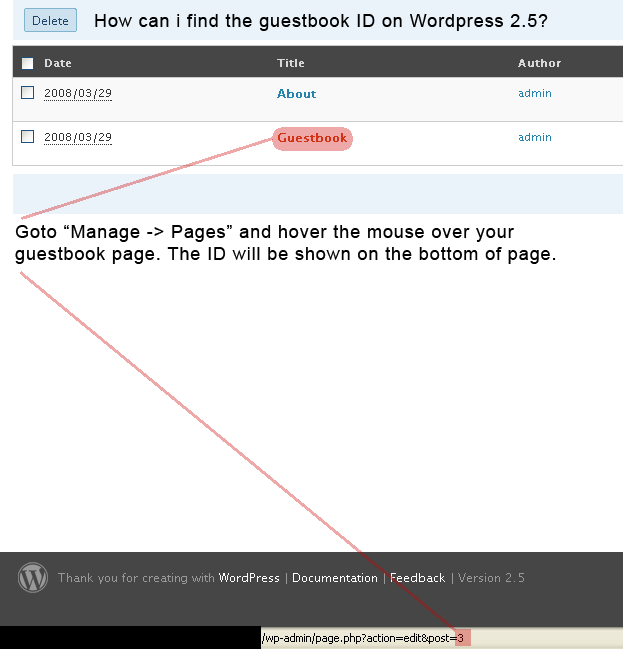 Delete How can i find the guestbook ID on Wordpress 2.5?
Date Title Author
2008/03/29 About admin
2008/03/29 Guestbook admin
Goto “Manage -> Pages” and hover the mouse over your
guestbook page. The ID will be shown on the bottom of page.
Thank you for creating with WordPress | Documentation | Feedback | Version 2.5
/wp-admin/page.php?action=edit&post=3